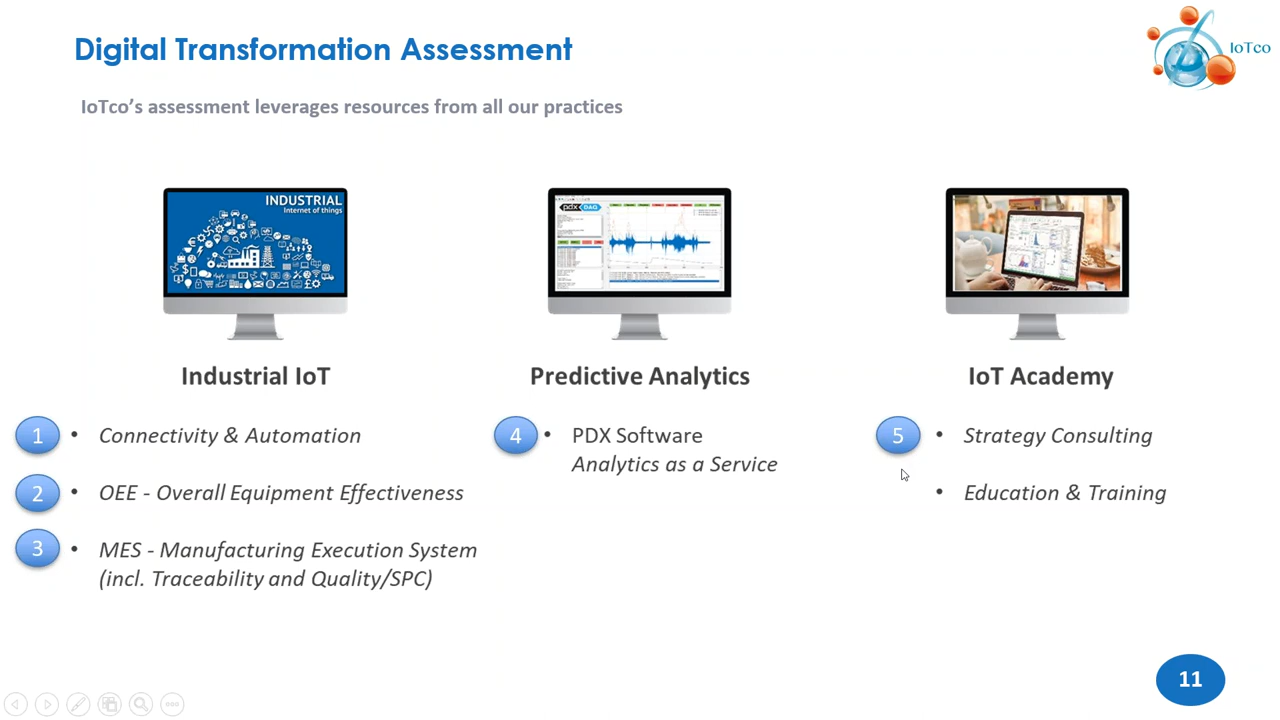 Digital Transformation Assessment
IoTco
IoTco’s assessment leverages resources from all our practices
INDUSTRIAL
Internet of things
pdx DAQ
Industrial IoT
Predictive Analytics
IoT Academy
1 • Connectivity & Automation
2 • OEE - Overall Equipment Effectiveness
3 • MES - Manufacturing Execution System
(incl. Traceability and Quality/SPC)
4 • PDX Software
Analytics as a Service
5 • Strategy Consulting
• Education & Training
11